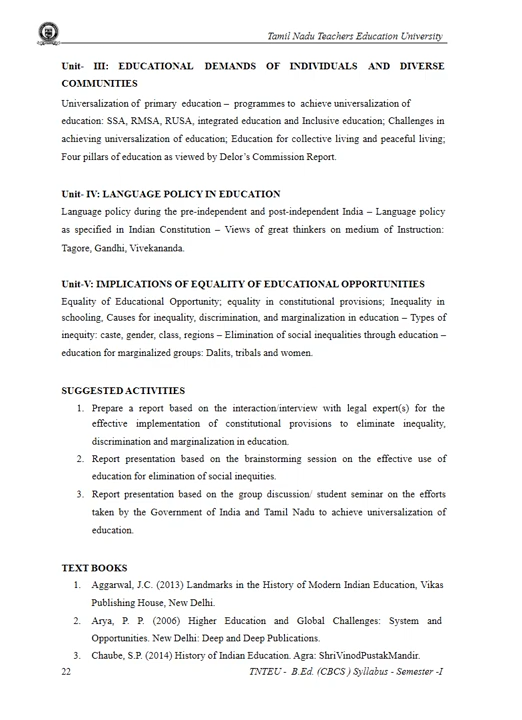 Tamil Nadu Teachers Education University
Unit- III: EDUCATIONAL DEMANDS OF INDIVIDUALS AND DIVERSE
COMMUNITIES
Universalization of primary education – programmes to achieve universalization of
education: SSA, RMSA, RUSA, integrated education and Inclusive education; Challenges in
achieving universalization of education; Education for collective living and peaceful living;
Four pillars of education as viewed by Delor’s Commission Report.
Unit- IV: LANGUAGE POLICY IN EDUCATION
Language policy during the pre-independent and post-independent India – Language policy
as specified in Indian Constitution – Views of great thinkers on medium of Instruction:
Tagore, Gandhi, Vivekananda.
Unit-V: IMPLICATIONS OF EQUALITY OF EDUCATIONAL OPPORTUNITIES
Equality of Educational Opportunity; equality in constitutional provisions; Inequality in
schooling, Causes for inequality, discrimination, and marginalization in education – Types of
inequity: caste, gender, class, regions – Elimination of social inequalities through education –
education for marginalized groups: Dalits, tribals and women.
SUGGESTED ACTIVITIES
1. Prepare a report based on the interaction/interview with legal expert(s) for the
effective implementation of constitutional provisions to eliminate inequality,
discrimination and marginalization in education.
2. Report presentation based on the brainstorming session on the effective use of
education for elimination of social inequities.
3. Report presentation based on the group discussion/ student seminar on the efforts
taken by the Government of India and Tamil Nadu to achieve universalization of
education.
TEXT BOOKS
1. Aggarwal, J.C. (2013) Landmarks in the History of Modern Indian Education, Vikas
Publishing House, New Delhi.
2. Arya, P. P. (2006) Higher Education and Global Challenges: System and
Opportunities. New Delhi: Deep and Deep Publications.
3. Chaube, S.P. (2014) History of Indian Education. Agra: ShriVinodPustakMandir.
22 TNTEU - B.Ed. (CBCS ) Syllabus - Semester -I